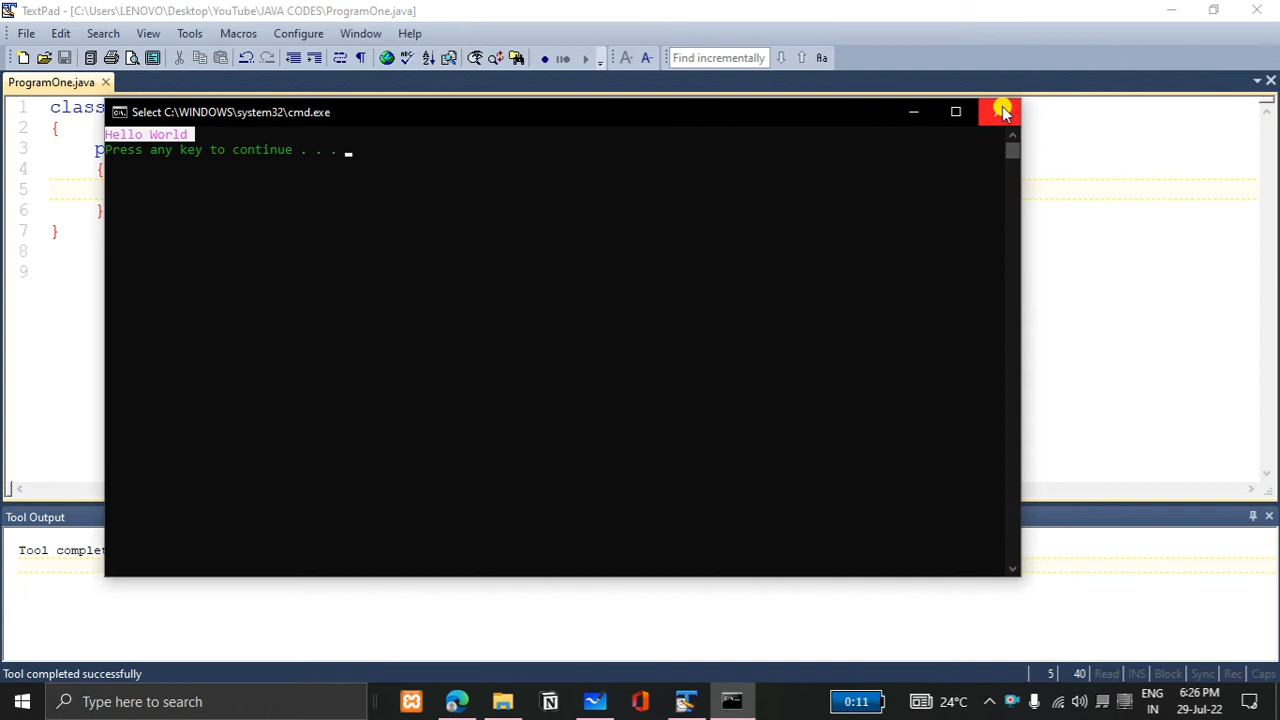 TextPad - [C:\Users\LENOVO\Desktop\YouTube\JAVA CODES\ProgramOne.java]
File Edit Search View Tools Macros Configure Window Help
Find incrementally Aa
ProgramOne.java
Select C:\WINDOWS\system32\cmd.exe
1 class
Hello World
2 {
Press any key to continue . . .
3 p
4 {
5
6 }
7 }
8
9
Tool Output
Tool complet
Tool completed successfully
5 40 Read INS Block Sync Rec Caps
Type here to search
0:11
24°C
ENG
IN
6:26 PM
29-Jul-22